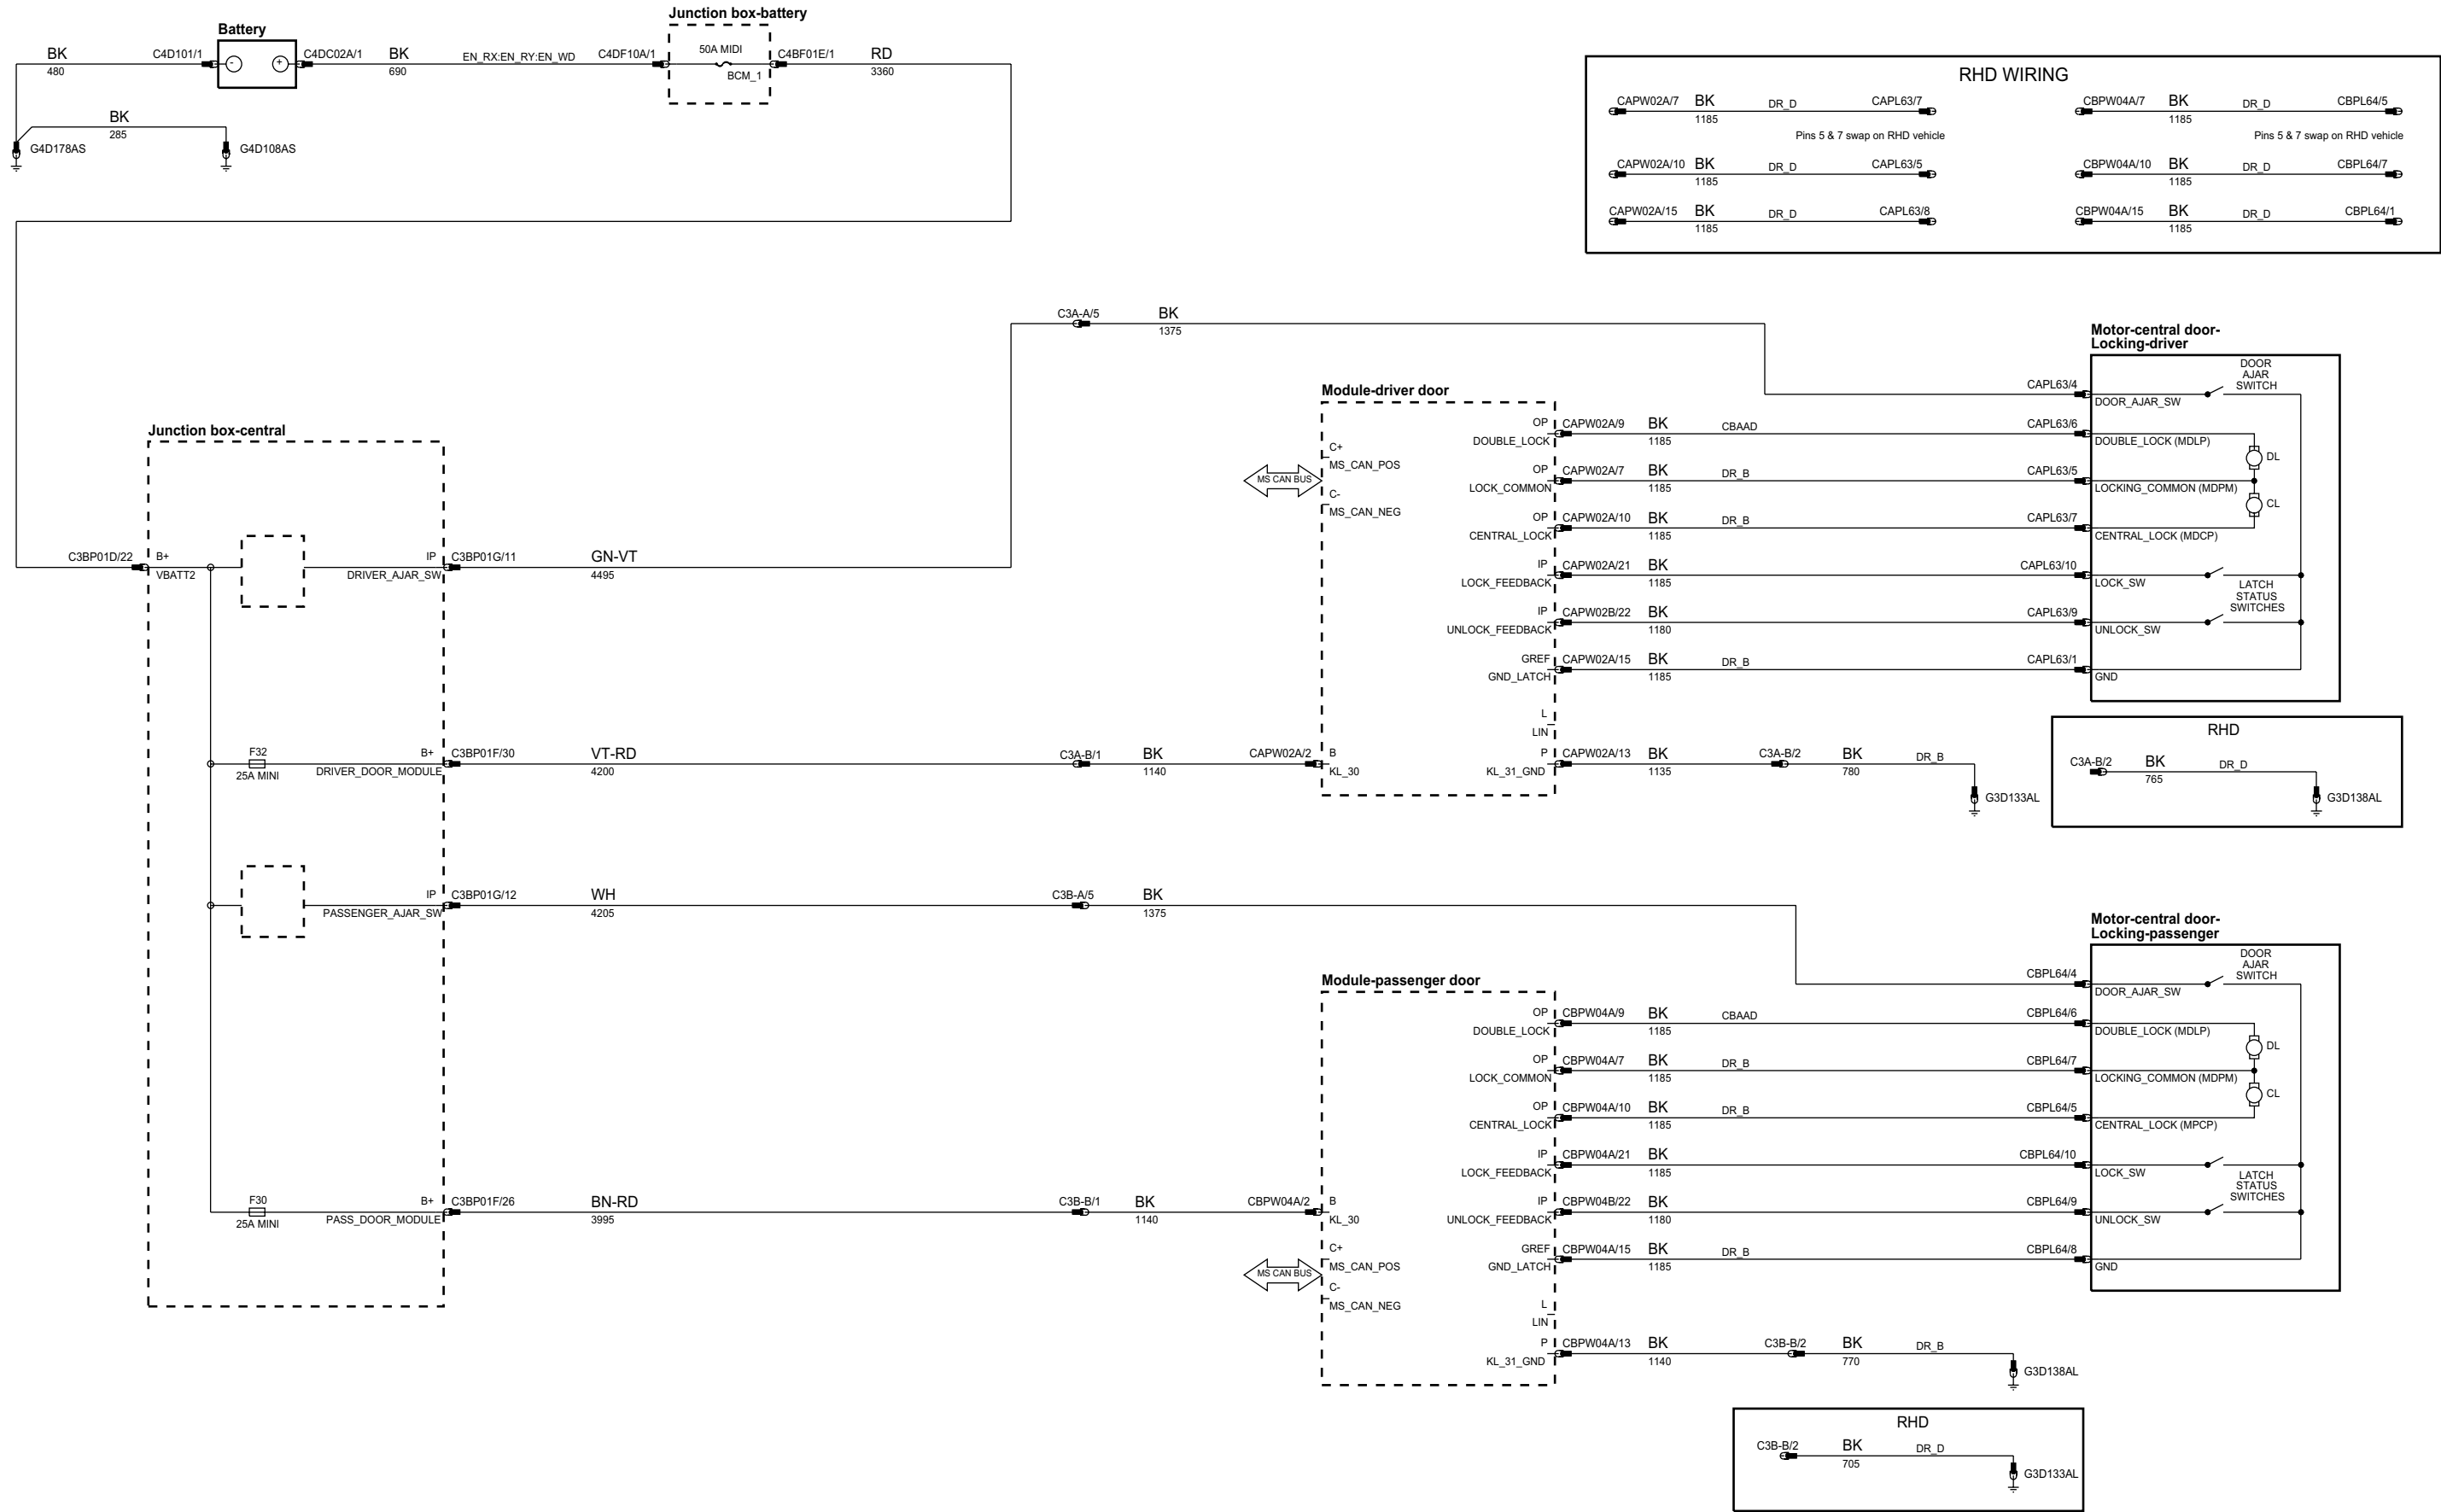 Junction box-battery
Battery
BK
480
C4D101/1
-
+
C4DC02A/1
BK
690
EN_RX:EN_RY:EN_WD
C4DF10A/1
50A MIDI
BCM_1
C4BF01E/1
RD
3360
BK
285
G4D178AS
G4D108AS
RHD WIRING
CAPW02A/7
BK
1185
DR_D
CAPL63/7
CBPW04A/7
BK
1185
DR_D
CBPL64/5
Pins 5 & 7 swap on RHD vehicle
Pins 5 & 7 swap on RHD vehicle
CAPW02A/10
BK
1185
DR_D
CAPL63/5
CBPW04A/10
BK
1185
DR_D
CBPL64/7
CAPW02A/15
BK
1185
DR_D
CAPL63/8
CBPW04A/15
BK
1185
DR_D
CBPL64/1
C3A-A/5
BK
1375
Motor-central door-
Locking-driver
DOOR
AJAR
SWITCH
CAPL63/4
DOOR_AJAR_SW
Module-driver door
OP
DOUBLE_LOCK
CAPW02A/9
BK
1185
CBAAD
CAPL63/6
DOUBLE_LOCK (MDLP)
DL
C+
MS_CAN_POS
MS CAN BUS
C-
MS_CAN_NEG
OP
LOCK_COMMON
CAPW02A/7
BK
1185
DR_B
CAPL63/5
LOCKING_COMMON (MDPM)
CL
OP
CENTRAL_LOCK
CAPW02A/10
BK
1185
DR_B
CAPL63/7
CENTRAL_LOCK (MDCP)
IP
LOCK_FEEDBACK
CAPW02A/21
BK
1185
CAPL63/10
LOCK_SW
LATCH
STATUS
SWITCHES
IP
UNLOCK_FEEDBACK
CAPW02B/22
BK
1180
CAPL63/9
UNLOCK_SW
GREF
GND_LATCH
CAPW02A/15
BK
1185
DR_B
CAPL63/1
GND
L
LIN
Junction box-central
C3BP01D/22
B+
VBATT2
IP
DRIVER_AJAR_SW
C3BP01G/11
GN-VT
4495
F32
25A MINI
B+
DRIVER_DOOR_MODULE
C3BP01F/30
VT-RD
4200
C3A-B/1
BK
1140
CAPW02A/2
B
KL_30
P
KL_31_GND
CAPW02A/13
BK
1135
C3A-B/2
BK
780
DR_B
G3D133AL
RHD
C3A-B/2
BK
765
DR_D
G3D138AL
IP
PASSENGER_AJAR_SW
C3BP01G/12
WH
4205
C3B-A/5
BK
1375
Motor-central door-
Locking-passenger
DOOR
AJAR
SWITCH
CBPL64/4
DOOR_AJAR_SW
Module-passenger door
OP
DOUBLE_LOCK
CBPW04A/9
BK
1185
CBAAD
CBPL64/6
DOUBLE_LOCK (MDLP)
DL
OP
LOCK_COMMON
CBPW04A/7
BK
1185
DR_B
CBPL64/7
LOCKING_COMMON (MDPM)
CL
OP
CENTRAL_LOCK
CBPW04A/10
BK
1185
DR_B
CBPL64/5
CENTRAL_LOCK (MPCP)
IP
LOCK_FEEDBACK
CBPW04A/21
BK
1185
CBPL64/10
LOCK_SW
LATCH
STATUS
SWITCHES
F30
25A MINI
B+
PASS_DOOR_MODULE
C3BP01F/26
BN-RD
3995
C3B-B/1
BK
1140
CBPW04A/2
B
KL_30
IP
UNLOCK_FEEDBACK
CBPW04B/22
BK
1180
CBPL64/9
UNLOCK_SW
C+
MS_CAN_POS
MS CAN BUS
C-
MS_CAN_NEG
GREF
GND_LATCH
CBPW04A/15
BK
1185
DR_B
CBPL64/8
GND
L
LIN
P
KL_31_GND
CBPW04A/13
BK
1140
C3B-B/2
BK
770
DR_B
G3D138AL
RHD
C3B-B/2
BK
705
DR_D
G3D133AL